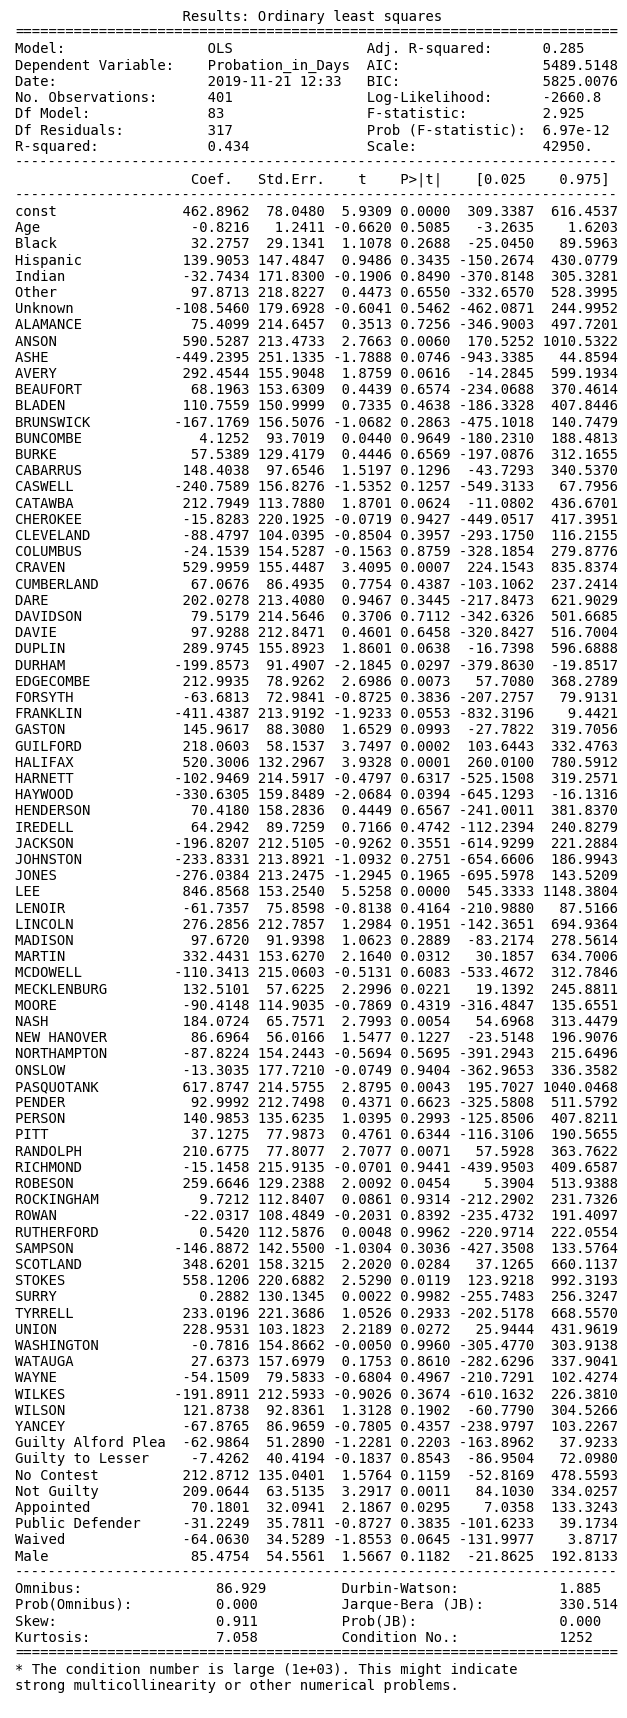 Results: Ordinary least squares
===========================================================================
Model: OLS Adj. R-squared: 0.285
Dependent Variable: Probation_in_Days AIC: 5489.5148
Date: 2019-11-21 12:33 BIC: 5825.0076
No. Observations: 401 Log-Likelihood: -2660.8
Df Model: 83 F-statistic: 2.925
Df Residuals: 317 Prob (F-statistic): 6.97e-12
R-squared: 0.434 Scale: 42950.
---------------------------------------------------------------------------
Coef. Std.Err. t P>|t| [0.025 0.975]
---------------------------------------------------------------------------
const 462.8962 78.0480 5.9309 0.0000 309.3387 616.4537
Age -0.8216 1.2411 -0.6620 0.5085 -3.2635 1.6203
Black 32.2757 29.1341 1.1078 0.2688 -25.0450 89.5963
Hispanic 139.9053 147.4847 0.9486 0.3435 -150.2674 430.0779
Indian -32.7434 171.8300 -0.1906 0.8490 -370.8148 305.3281
Other 97.8713 218.8227 0.4473 0.6550 -332.6570 528.3995
Unknown -108.5460 179.6928 -0.6041 0.5462 -462.0871 244.9952
ALAMANCE 75.4099 214.6457 0.3513 0.7256 -346.9003 497.7201
ANSON 590.5287 213.4733 2.7663 0.0060 170.5252 1010.5322
ASHE -449.2395 251.1335 -1.7888 0.0746 -943.3385 44.8594
AVERY 292.4544 155.9048 1.8759 0.0616 -14.2845 599.1934
BEAUFORT 68.1963 153.6309 0.4439 0.6574 -234.0688 370.4614
BLADEN 110.7559 150.9999 0.7335 0.4638 -186.3328 407.8446
BRUNSWICK -167.1769 156.5076 -1.0682 0.2863 -475.1018 140.7479
BUNCOMBE 4.1252 93.7019 0.0440 0.9649 -180.2310 188.4813
BURKE 57.5389 129.4179 0.4446 0.6569 -197.0876 312.1655
CABARRUS 148.4038 97.6546 1.5197 0.1296 -43.7293 340.5370
CASWELL -240.7589 156.8276 -1.5352 0.1257 -549.3133 67.7956
CATAWBA 212.7949 113.7880 1.8701 0.0624 -11.0802 436.6701
CHEROKEE -15.8283 220.1925 -0.0719 0.9427 -449.0517 417.3951
CLEVELAND -88.4797 104.0395 -0.8504 0.3957 -293.1750 116.2155
COLUMBUS -24.1539 154.5287 -0.1563 0.8759 -328.1854 279.8776
CRAVEN 529.9959 155.4487 3.4095 0.0007 224.1543 835.8374
CUMBERLAND 67.0676 86.4935 0.7754 0.4387 -103.1062 237.2414
DARE 202.0278 213.4080 0.9467 0.3445 -217.8473 621.9029
DAVIDSON 79.5179 214.5646 0.3706 0.7112 -342.6326 501.6685
DAVIE 97.9288 212.8471 0.4601 0.6458 -320.8427 516.7004
DUPLIN 289.9745 155.8923 1.8601 0.0638 -16.7398 596.6888
DURHAM -199.8573 91.4907 -2.1845 0.0297 -379.8630 -19.8517
EDGECOMBE 212.9935 78.9262 2.6986 0.0073 57.7080 368.2789
FORSYTH -63.6813 72.9841 -0.8725 0.3836 -207.2757 79.9131
FRANKLIN -411.4387 213.9192 -1.9233 0.0553 -832.3196 9.4421
GASTON 145.9617 88.3080 1.6529 0.0993 -27.7822 319.7056
GUILFORD 218.0603 58.1537 3.7497 0.0002 103.6443 332.4763
HALIFAX 520.3006 132.2967 3.9328 0.0001 260.0100 780.5912
HARNETT -102.9469 214.5917 -0.4797 0.6317 -525.1508 319.2571
HAYWOOD -330.6305 159.8489 -2.0684 0.0394 -645.1293 -16.1316
HENDERSON 70.4180 158.2836 0.4449 0.6567 -241.0011 381.8370
IREDELL 64.2942 89.7259 0.7166 0.4742 -112.2394 240.8279
JACKSON -196.8207 212.5105 -0.9262 0.3551 -614.9299 221.2884
JOHNSTON -233.8331 213.8921 -1.0932 0.2751 -654.6606 186.9943
JONES -276.0384 213.2475 -1.2945 0.1965 -695.5978 143.5209
LEE 846.8568 153.2540 5.5258 0.0000 545.3333 1148.3804
LENOIR -61.7357 75.8598 -0.8138 0.4164 -210.9880 87.5166
LINCOLN 276.2856 212.7857 1.2984 0.1951 -142.3651 694.9364
MADISON 97.6720 91.9398 1.0623 0.2889 -83.2174 278.5614
MARTIN 332.4431 153.6270 2.1640 0.0312 30.1857 634.7006
MCDOWELL -110.3413 215.0603 -0.5131 0.6083 -533.4672 312.7846
MECKLENBURG 132.5101 57.6225 2.2996 0.0221 19.1392 245.8811
MOORE -90.4148 114.9035 -0.7869 0.4319 -316.4847 135.6551
NASH 184.0724 65.7571 2.7993 0.0054 54.6968 313.4479
NEW HANOVER 86.6964 56.0166 1.5477 0.1227 -23.5148 196.9076
NORTHAMPTON -87.8224 154.2443 -0.5694 0.5695 -391.2943 215.6496
ONSLOW -13.3035 177.7210 -0.0749 0.9404 -362.9653 336.3582
PASQUOTANK 617.8747 214.5755 2.8795 0.0043 195.7027 1040.0468
PENDER 92.9992 212.7498 0.4371 0.6623 -325.5808 511.5792
PERSON 140.9853 135.6235 1.0395 0.2993 -125.8506 407.8211
PITT 37.1275 77.9873 0.4761 0.6344 -116.3106 190.5655
RANDOLPH 210.6775 77.8077 2.7077 0.0071 57.5928 363.7622
RICHMOND -15.1458 215.9135 -0.0701 0.9441 -439.9503 409.6587
ROBESON 259.6646 129.2388 2.0092 0.0454 5.3904 513.9388
ROCKINGHAM 9.7212 112.8407 0.0861 0.9314 -212.2902 231.7326
ROWAN -22.0317 108.4849 -0.2031 0.8392 -235.4732 191.4097
RUTHERFORD 0.5420 112.5876 0.0048 0.9962 -220.9714 222.0554
SAMPSON -146.8872 142.5500 -1.0304 0.3036 -427.3508 133.5764
SCOTLAND 348.6201 158.3215 2.2020 0.0284 37.1265 660.1137
STOKES 558.1206 220.6882 2.5290 0.0119 123.9218 992.3193
SURRY 0.2882 130.1345 0.0022 0.9982 -255.7483 256.3247
TYRRELL 233.0196 221.3686 1.0526 0.2933 -202.5178 668.5570
UNION 228.9531 103.1823 2.2189 0.0272 25.9444 431.9619
WASHINGTON -0.7816 154.8662 -0.0050 0.9960 -305.4770 303.9138
WATAUGA 27.6373 157.6979 0.1753 0.8610 -282.6296 337.9041
WAYNE -54.1509 79.5833 -0.6804 0.4967 -210.7291 102.4274
WILKES -191.8911 212.5933 -0.9026 0.3674 -610.1632 226.3810
WILSON 121.8738 92.8361 1.3128 0.1902 -60.7790 304.5266
YANCEY -67.8765 86.9659 -0.7805 0.4357 -238.9797 103.2267
Guilty Alford Plea -62.9864 51.2890 -1.2281 0.2203 -163.8962 37.9233
Guilty to Lesser -7.4262 40.4194 -0.1837 0.8543 -86.9504 72.0980
No Contest 212.8712 135.0401 1.5764 0.1159 -52.8169 478.5593
Not Guilty 209.0644 63.5135 3.2917 0.0011 84.1030 334.0257
Appointed 70.1801 32.0941 2.1867 0.0295 7.0358 133.3243
Public Defender -31.2249 35.7811 -0.8727 0.3835 -101.6233 39.1734
Waived -64.0630 34.5289 -1.8553 0.0645 -131.9977 3.8717
Male 85.4754 54.5561 1.5667 0.1182 -21.8625 192.8133
---------------------------------------------------------------------------
Omnibus: 86.929 Durbin-Watson: 1.885
Prob(Omnibus): 0.000 Jarque-Bera (JB): 330.514
Skew: 0.911 Prob(JB): 0.000
Kurtosis: 7.058 Condition No.: 1252
===========================================================================
* The condition number is large (1e+03). This might indicate
strong multicollinearity or other numerical problems.